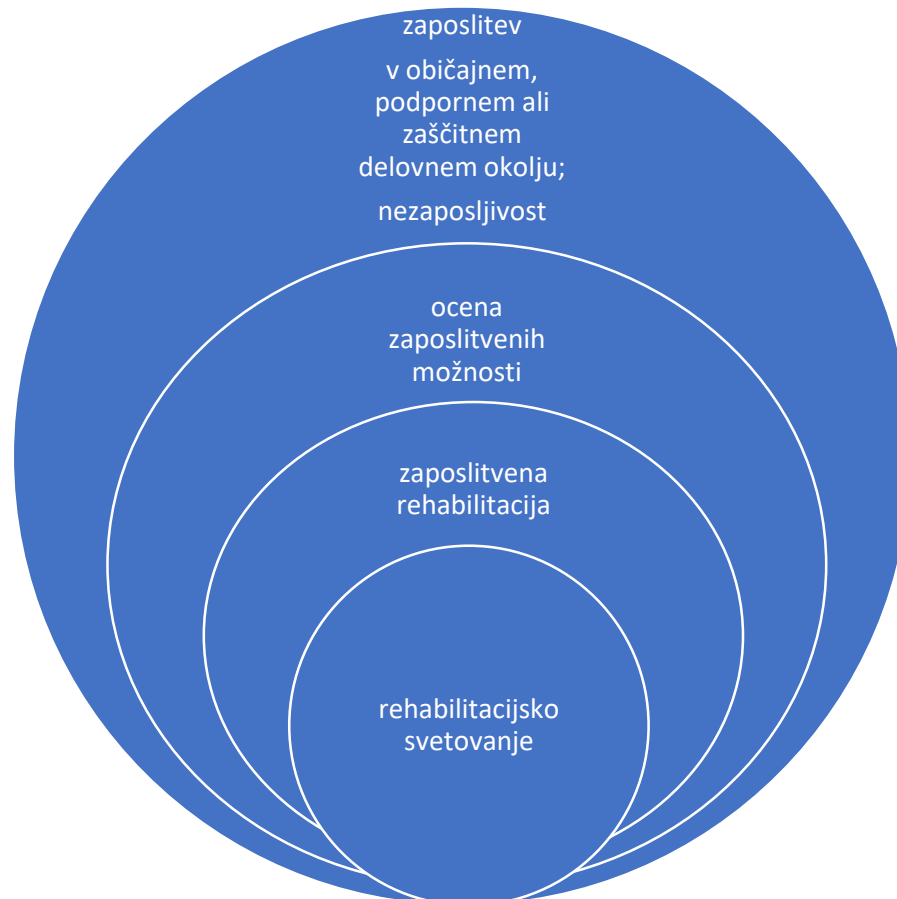 zaposlitev
v običajnem,
podpornem ali
zaščitnem
delovnem okolju;
nezaposljivost
ocena
zaposlitvenih
možnosti
zaposlitvena
rehabilitacija
rehabilitacijsko
svetovanje